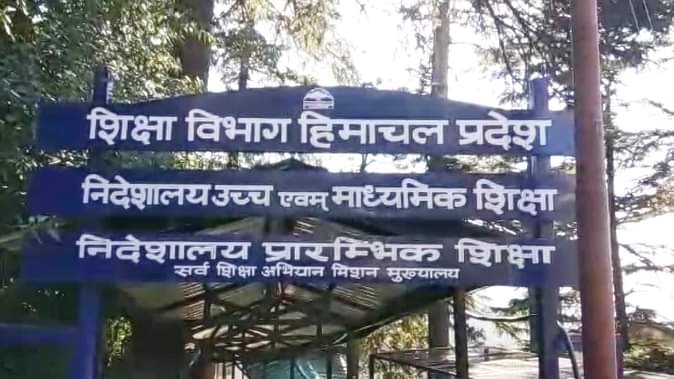 शिक्षा विभाग हिमाचल प्रदेश
निदेशालय उच्च एवम् माध्यमिक शिक्षा
निदेशालय प्रारम्भिक शिक्षा
सर्व शिक्षा अभियान मिशन मुख्यालय